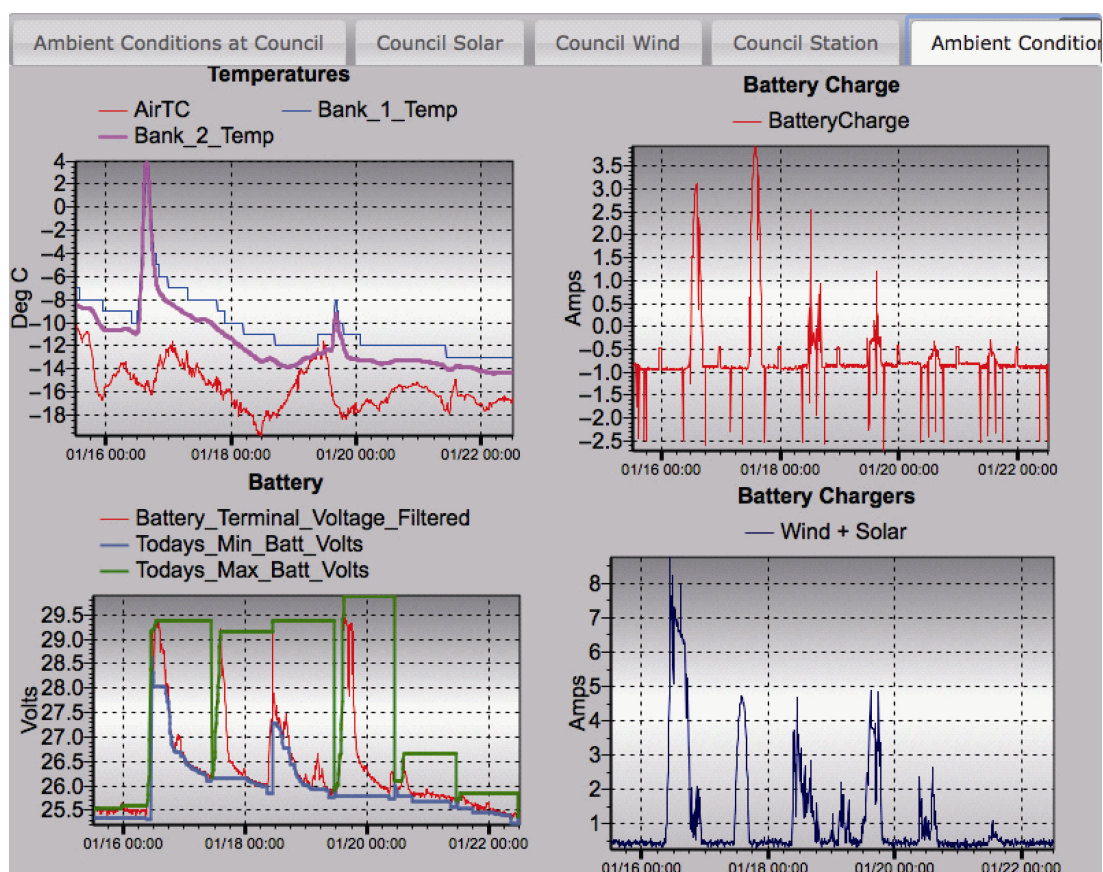 Ambient Conditions at Council
Council Solar
Council Wind
Council Station
Ambient Condition
Temperatures
AirTC
Bank_1_Temp
Bank_2_Temp
Deg C
4
2
0
−2
−4
−6
−8
−10
−12
−14
−16
−18
01/16 00:00
01/18 00:00
01/20 00:00
01/22 00:00
Battery Charge
BatteryCharge
Amps
3.5
3.0
2.5
2.0
1.5
1.0
0.5
0.0
−0.5
−1.0
−1.5
−2.0
−2.5
01/16 00:00
01/18 00:00
01/20 00:00
01/22 00:00
Battery
Battery_Terminal_Voltage_Filtered
Todays_Min_Batt_Volts
Todays_Max_Batt_Volts
Volts
29.5
29.0
28.5
28.0
27.5
27.0
26.5
26.0
25.5
01/16 00:00
01/18 00:00
01/20 00:00
01/22 00:00
Battery Chargers
Wind + Solar
Amps
8
7
6
5
4
3
2
1
01/16 00:00
01/18 00:00
01/20 00:00
01/22 00:00